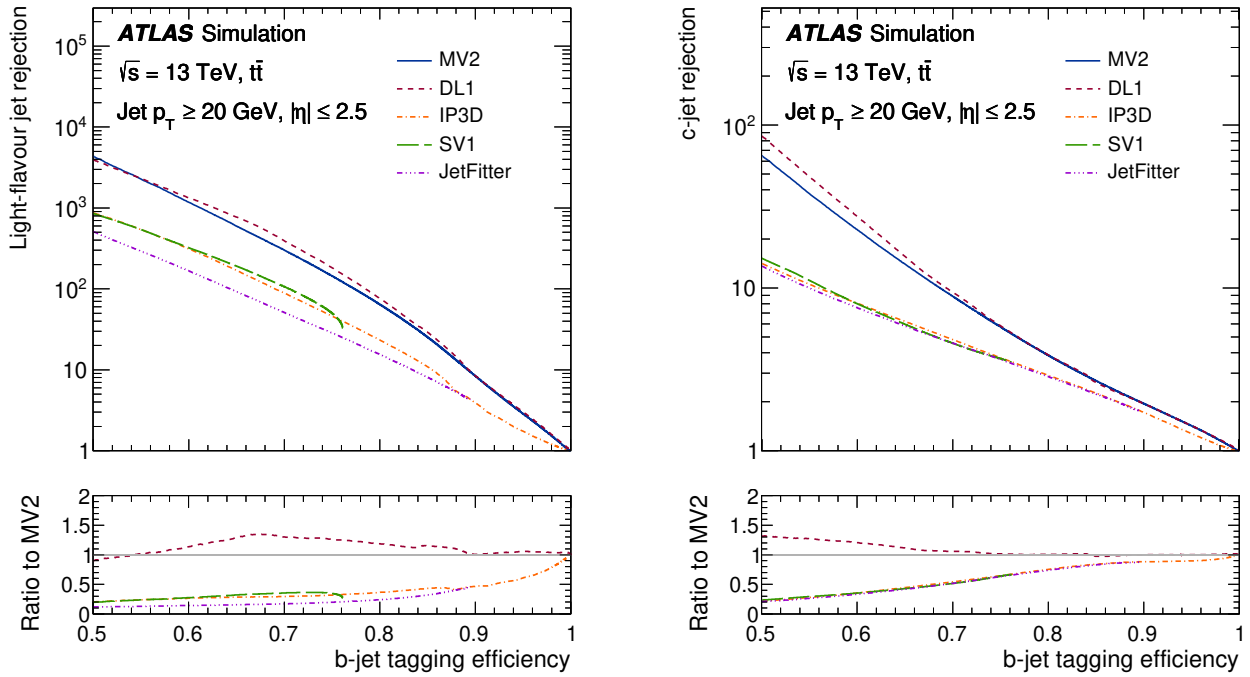 Light-flavour jet rejection
ATLAS Simulation
√s = 13 TeV, tt̄
Jet p_T ≥ 20 GeV, |η| ≤ 2.5
MV2
DL1
IP3D
SV1
JetFitter
10^5
10^4
10^3
10^2
10
1
Ratio to MV2
2
1.5
1
0.5
0
0.5 0.6 0.7 0.8 0.9 1
b-jet tagging efficiency
c-jet rejection
ATLAS Simulation
√s = 13 TeV, tt̄
Jet p_T ≥ 20 GeV, |η| ≤ 2.5
MV2
DL1
IP3D
SV1
JetFitter
10^2
10
1
Ratio to MV2
2
1.5
1
0.5
0
0.5 0.6 0.7 0.8 0.9 1
b-jet tagging efficiency